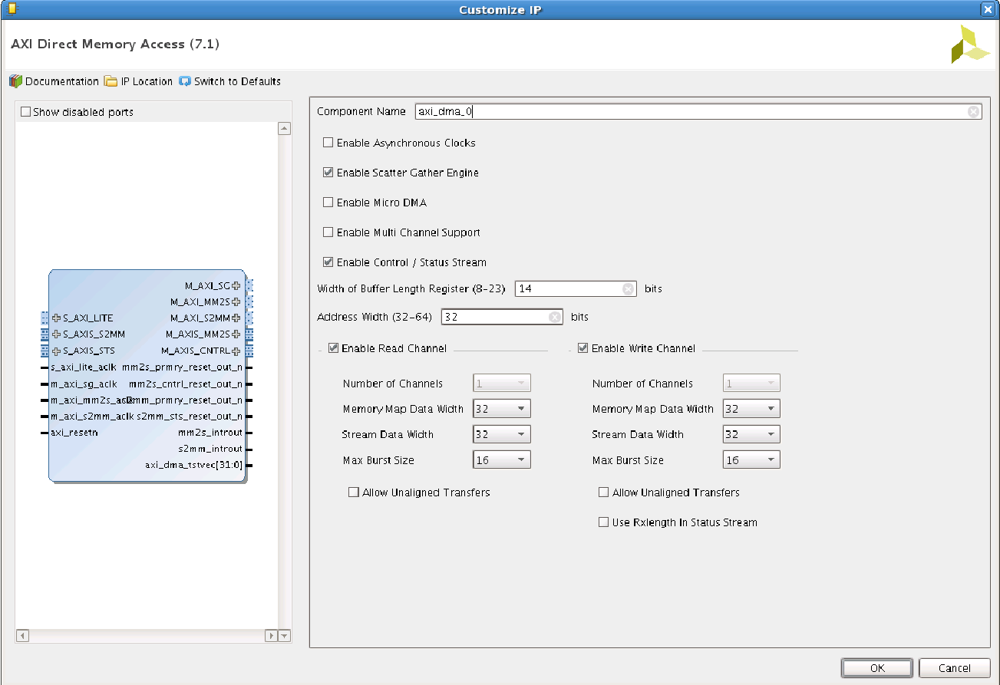 Customize IP
AXI Direct Memory Access (7.1)
Documentation IP Location Switch to Defaults
Show disabled ports
M_AXI_SG
M_AXI_MM2S
S_AXI_LITE M_AXI_S2MM
S_AXIS_S2MM M_AXIS_MM2S
S_AXIS_STS M_AXIS_CNTRL
s_axi_lite_aclk mm2s_prmry_reset_out_n
m_axi_sg_aclk mm2s_cntrl_reset_out_n
m_axi_mm2s_ mm_prmry_reset_out_n
m_axi_s2mm_aclk s2mm_sts_reset_out_n
axi_resetn mm2s_introut
s2mm_introut
axi_dma_tstvec[31:0]
Component Name axi_dma_0
Enable Asynchronous Clocks
Enable Scatter Gather Engine
Enable Micro DMA
Enable Multi Channel Support
Enable Control / Status Stream
Width of Buffer Length Register (8-23) 14 bits
Address Width (32-64) 32 bits
Enable Read Channel
Number of Channels 1
Memory Map Data Width 32
Stream Data Width 32
Max Burst Size 16
Allow Unaligned Transfers
Enable Write Channel
Number of Channels 1
Memory Map Data Width 32
Stream Data Width 32
Max Burst Size 16
Allow Unaligned Transfers
Use Rxlength In Status Stream
OK Cancel